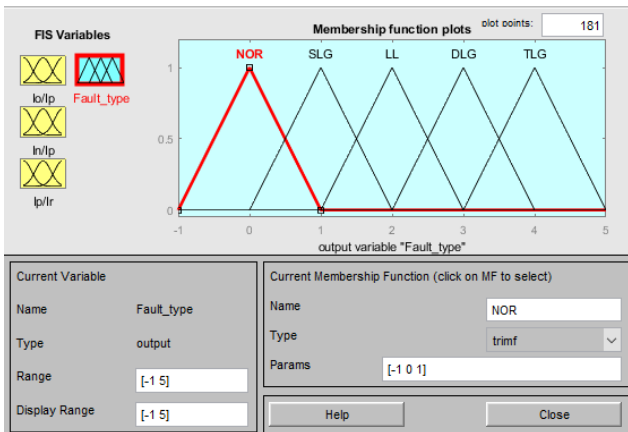 FIS Variables
Membership function plots
plot points:
181
Io/Ip
Fault_type
In/Ip
Ip/Ir
NOR
SLG
LL
DLG
TLG
1
0.5
0
-1
0
1
2
3
4
5
output variable "Fault_type"
Current Variable
Name
Fault_type
Type
output
Range
[-1 5]
Display Range
[-1 5]
Current Membership Function (click on MF to select)
Name
NOR
Type
trimf
Params
[-1 0 1]
Help
Close